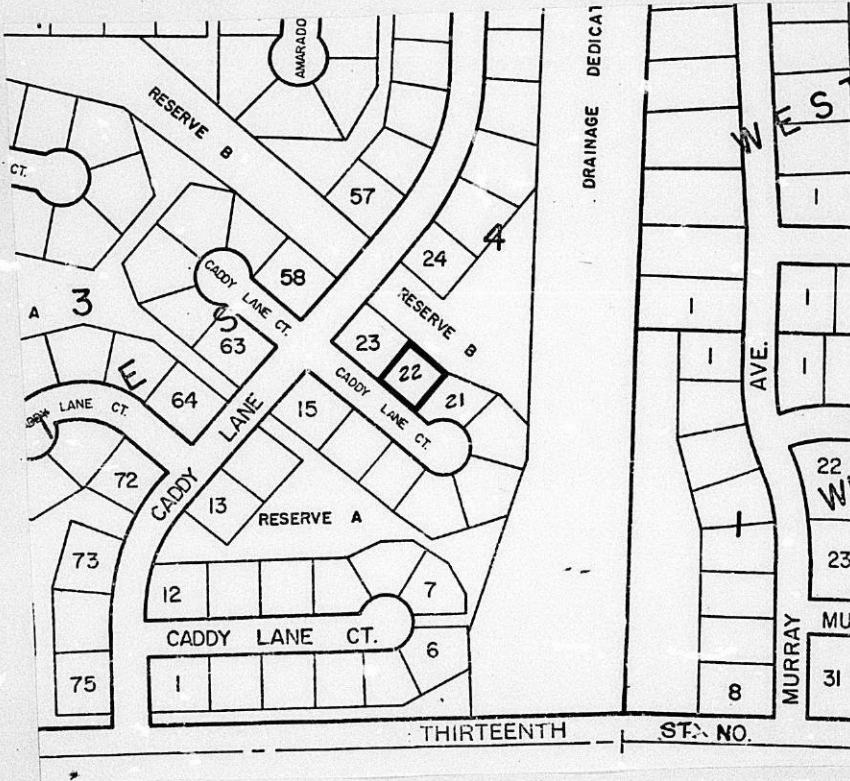 AMARADO
DRAINAGE DEDICAT
WEST
RESERVE B
CT.
57
1
4
24
58
CADDY LANE CT.
A
3
S
RESERVE B
1
1
63
23
22
1
1
AVE.
E
CADDY LANE CT.
21
64
15
LANE CT.
CADDY LANE
22
72
13
RESERVE A
1
73
23
12
7
CADDY LANE CT.
MURRAY
MU
6
75
1
8
31
THIRTEENTH ST. NO.